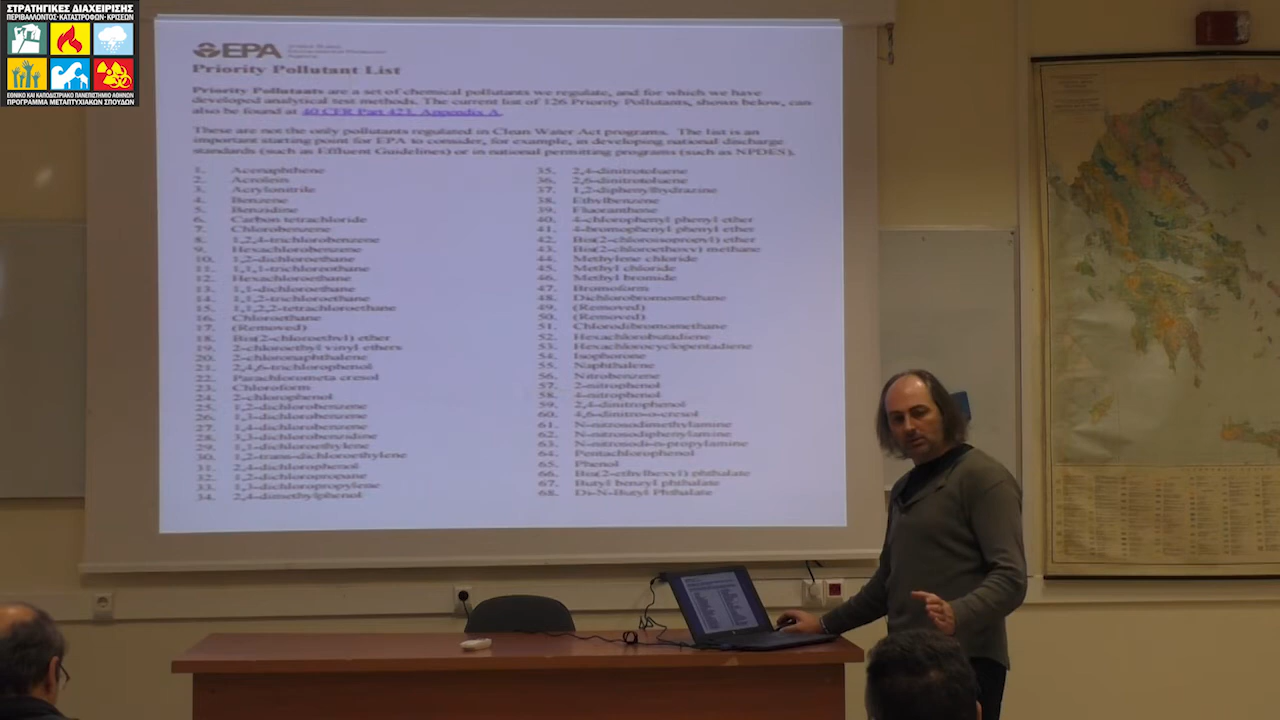 ΣΤΡΑΤΗΓΙΚΕΣ ΔΙΑΧΕΙΡΙΣΗΣ
ΠΕΡΙΒΑΛΛΟΝΤΟΣ·ΚΑΤΑΣΤΡΟΦΩΝ·ΚΡΙΣΕΩΝ
ΕΘΝΙΚΟ ΚΑΙ ΚΑΠΟΔΙΣΤΡΙΑΚΟ ΠΑΝΕΠΙΣΤΗΜΙΟ ΑΘΗΝΩΝ
ΠΡΟΓΡΑΜΜΑ ΜΕΤΑΠΤΥΧΙΑΚΩΝ ΣΠΟΥΔΩΝ
EPA
Priority Pollutant List
Priority Pollutants are a set of chemical pollutants we regulate, and for which we have
developed analytical test methods. The current list of 126 Priority Pollutants, shown below, can
also be found at 40 CFR Part 423, Appendix A.
These are not the only pollutants regulated in Clean Water Act programs. The list is an
important starting point for EPA to consider, for example, in developing national discharge
standards (such as Effluent Guidelines) or in national permitting programs (such as NPDES).
1. Acenaphthene
2. Acrolein
3. Acrylonitrile
4. Benzene
5. Benzidine
6. Carbon tetrachloride
7. Chlorobenzene
8. 1,2,4-trichlorobenzene
9. Hexachlorobenzene
10. 1,2-dichloroethane
11. 1,1,1-trichloroethane
12. Hexachloroethane
13. 1,1-dichloroethane
14. 1,1,2-trichloroethane
15. 1,1,2,2-tetrachloroethane
16. Chloroethane
17. (Removed)
18. Bis(2-chloroethyl) ether
19. 2-chloroethyl vinyl ethers
20. 2-chloronaphthalene
21. 2,4,6-trichlorophenol
22. Parachlorometa cresol
23. Chloroform
24. 2-chlorophenol
25. 1,2-dichlorobenzene
26. 1,3-dichlorobenzene
27. 1,4-dichlorobenzene
28. 3,3-dichlorobenzidine
29. 1,1-dichloroethylene
30. 1,2-trans-dichloroethylene
31. 2,4-dichlorophenol
32. 1,2-dichloropropane
33. 1,3-dichloropropylene
34. 2,4-dimethylphenol
35. 2,4-dinitrotoluene
36. 2,6-dinitrotoluene
37. 1,2-diphenylhydrazine
38. Ethylbenzene
39. Fluoranthene
40. 4-chlorophenyl phenyl ether
41. 4-bromophenyl phenyl ether
42. Bis(2-chloroisopropyl) ether
43. Bis(2-chloroethoxy) methane
44. Methylene chloride
45. Methyl chloride
46. Methyl bromide
47. Bromoform
48. Dichlorobromomethane
49. (Removed)
50. (Removed)
51. Chlorodibromomethane
52. Hexachlorobutadiene
53. Hexachlorocyclopentadiene
54. Isophorone
55. Naphthalene
56. Nitrobenzene
57. 2-nitrophenol
58. 4-nitrophenol
59. 2,4-dinitrophenol
60. 4,6-dinitro-o-cresol
61. N-nitrosodimethylamine
62. N-nitrosodiphenylamine
63. N-nitrosodi-n-propylamine
64. Pentachlorophenol
65. Phenol
66. Bis(2-ethylhexyl) phthalate
67. Butyl benzyl phthalate
68. Di-N-Butyl Phthalate